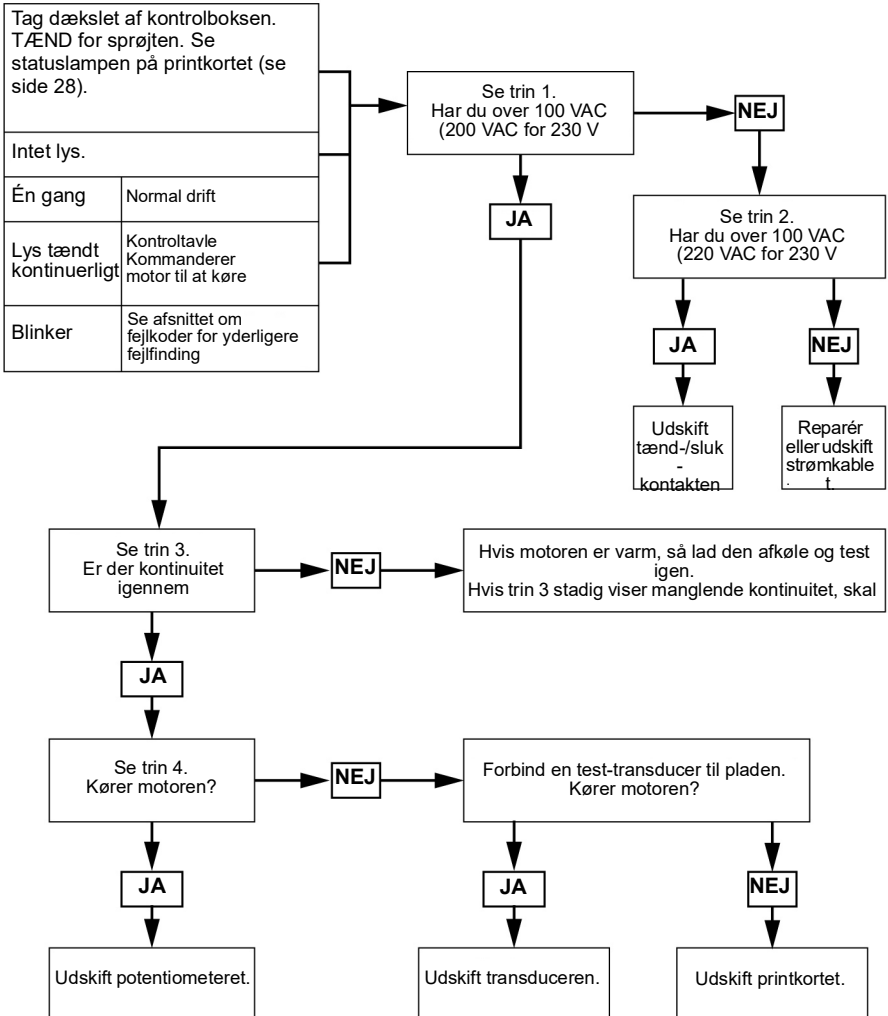 Tag dækslet af kontrolboksen.
TÆND for sprøjten. Se
statuslampen på printkortet (se
side 28).
Intet lys.
Én gang
Normal drift
Lys tændt
kontinuerligt
Kontroltavle
Kommanderer
motor til at køre
Blinker
Se afsnittet om
fejlkoder for yderligere
fejlfinding
Se trin 1.
Har du over 100 VAC
(200 VAC for 230 V
NEJ
JA
Se trin 2.
Har du over 100 VAC
(220 VAC for 230 V
JA
NEJ
Udskift
tænd-/sluk
-
kontakten
Reparér
ellerudskift
strømkable
t.
.
Se trin 3.
Er der kontinuitet
igennem
NEJ
Hvis motoren er varm, så lad den afkøle og test
igen.
Hvis trin 3 stadig viser manglende kontinuitet, skal
JA
Se trin 4.
Kører motoren?
NEJ
Forbind en test-transducer til pladen.
Kører motoren?
JA
JA
NEJ
Udskift potentiometeret.
Udskift transduceren.
Udskift printkortet.